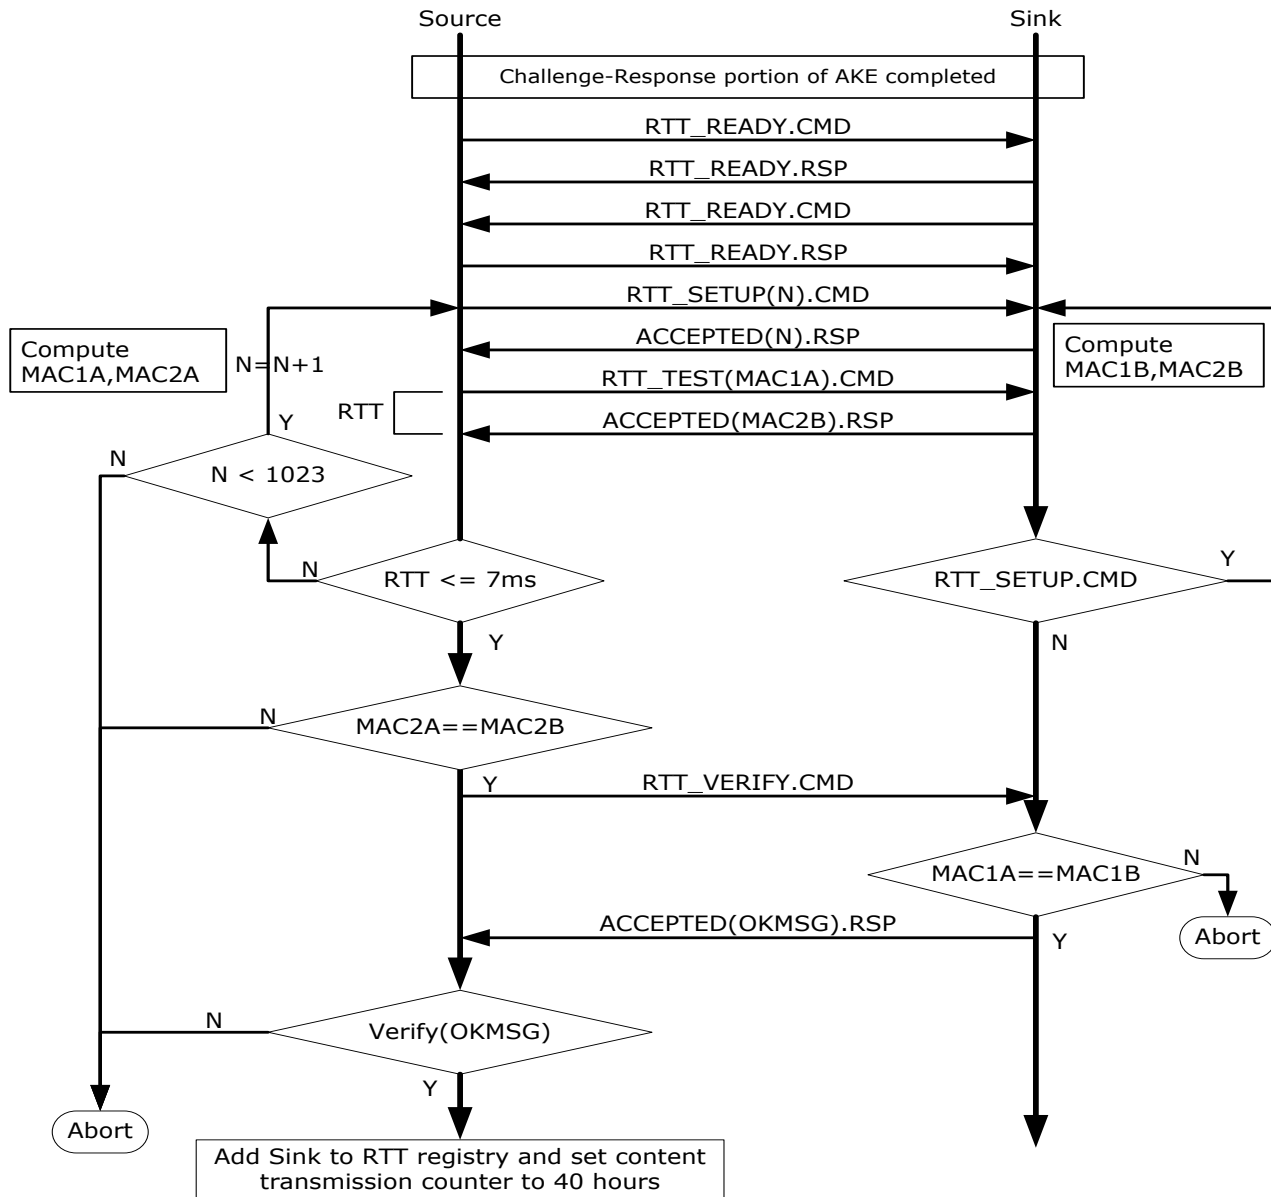 Source
Sink
Challenge-Response portion of AKE completed
RTT_READY.CMD
RTT_READY.RSP
RTT_READY.CMD
RTT_READY.RSP
RTT_SETUP(N).CMD
ACCEPTED(N).RSP
Compute
MAC1A,MAC2A
N=N+1
Compute
MAC1B,MAC2B
RTT_TEST(MAC1A).CMD
RTT
ACCEPTED(MAC2B).RSP
Y
N
N < 1023
N
RTT <= 7ms
Y
RTT_SETUP.CMD
Y
N
N
MAC2A==MAC2B
Y
RTT_VERIFY.CMD
MAC1A==MAC1B
N
ACCEPTED(OKMSG).RSP
Y
Abort
N
Verify(OKMSG)
Y
Abort
Add Sink to RTT registry and set content
transmission counter to 40 hours